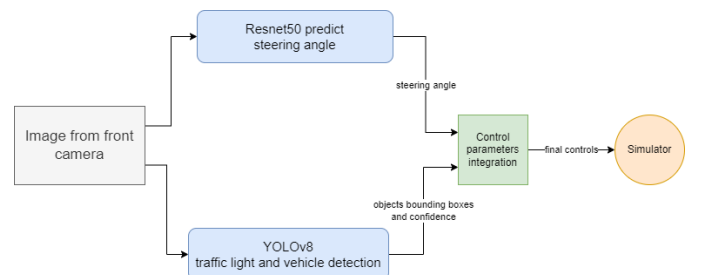 Resnet50 predict
steering angle
steering angle
Image from front
camera
Control
parameters
integration
final controls
Simulator
objects bounding boxes
and confidence
YOLOv8
traffic light and vehicle detection